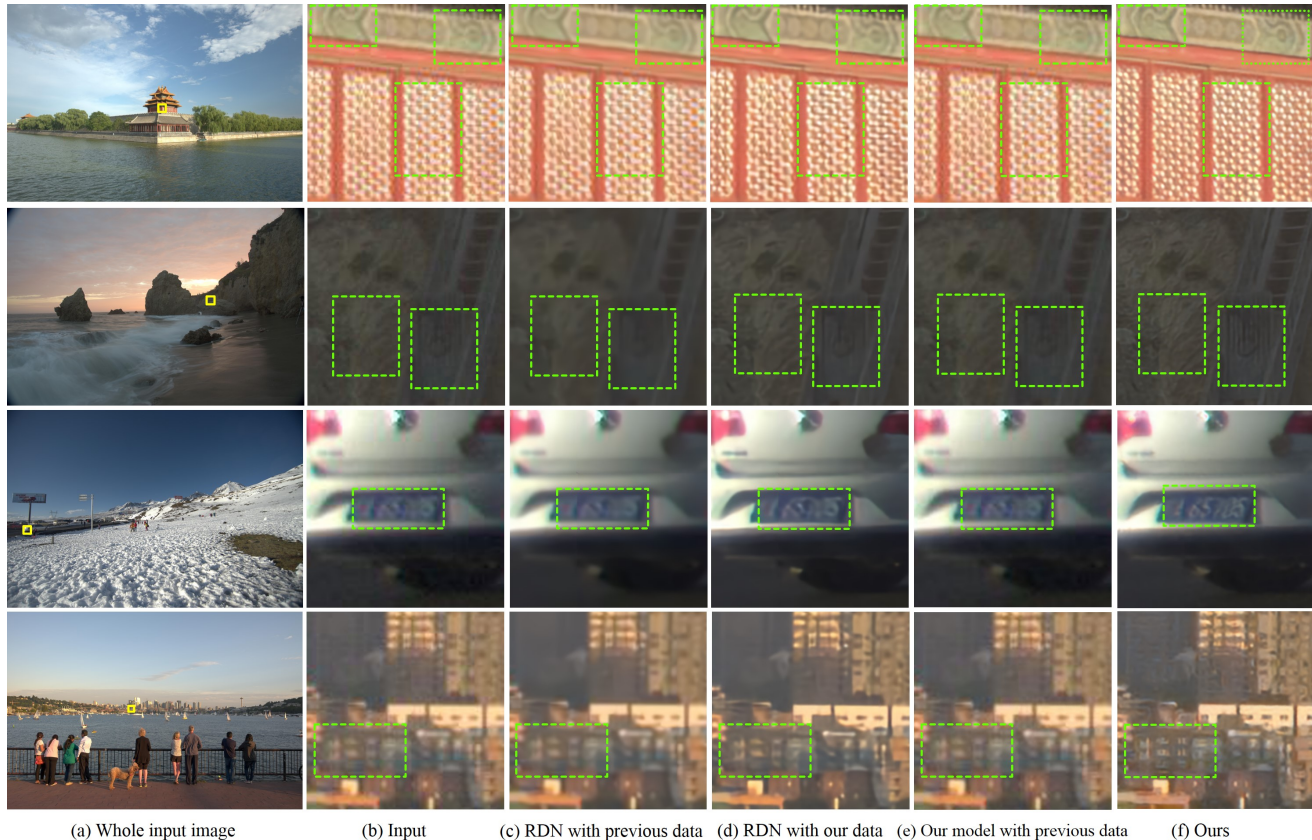 (a) Whole input image
(b) Input
(c) RDN with previous data
(d) RDN with our data
(e) Our model with previous data
(f) Ours